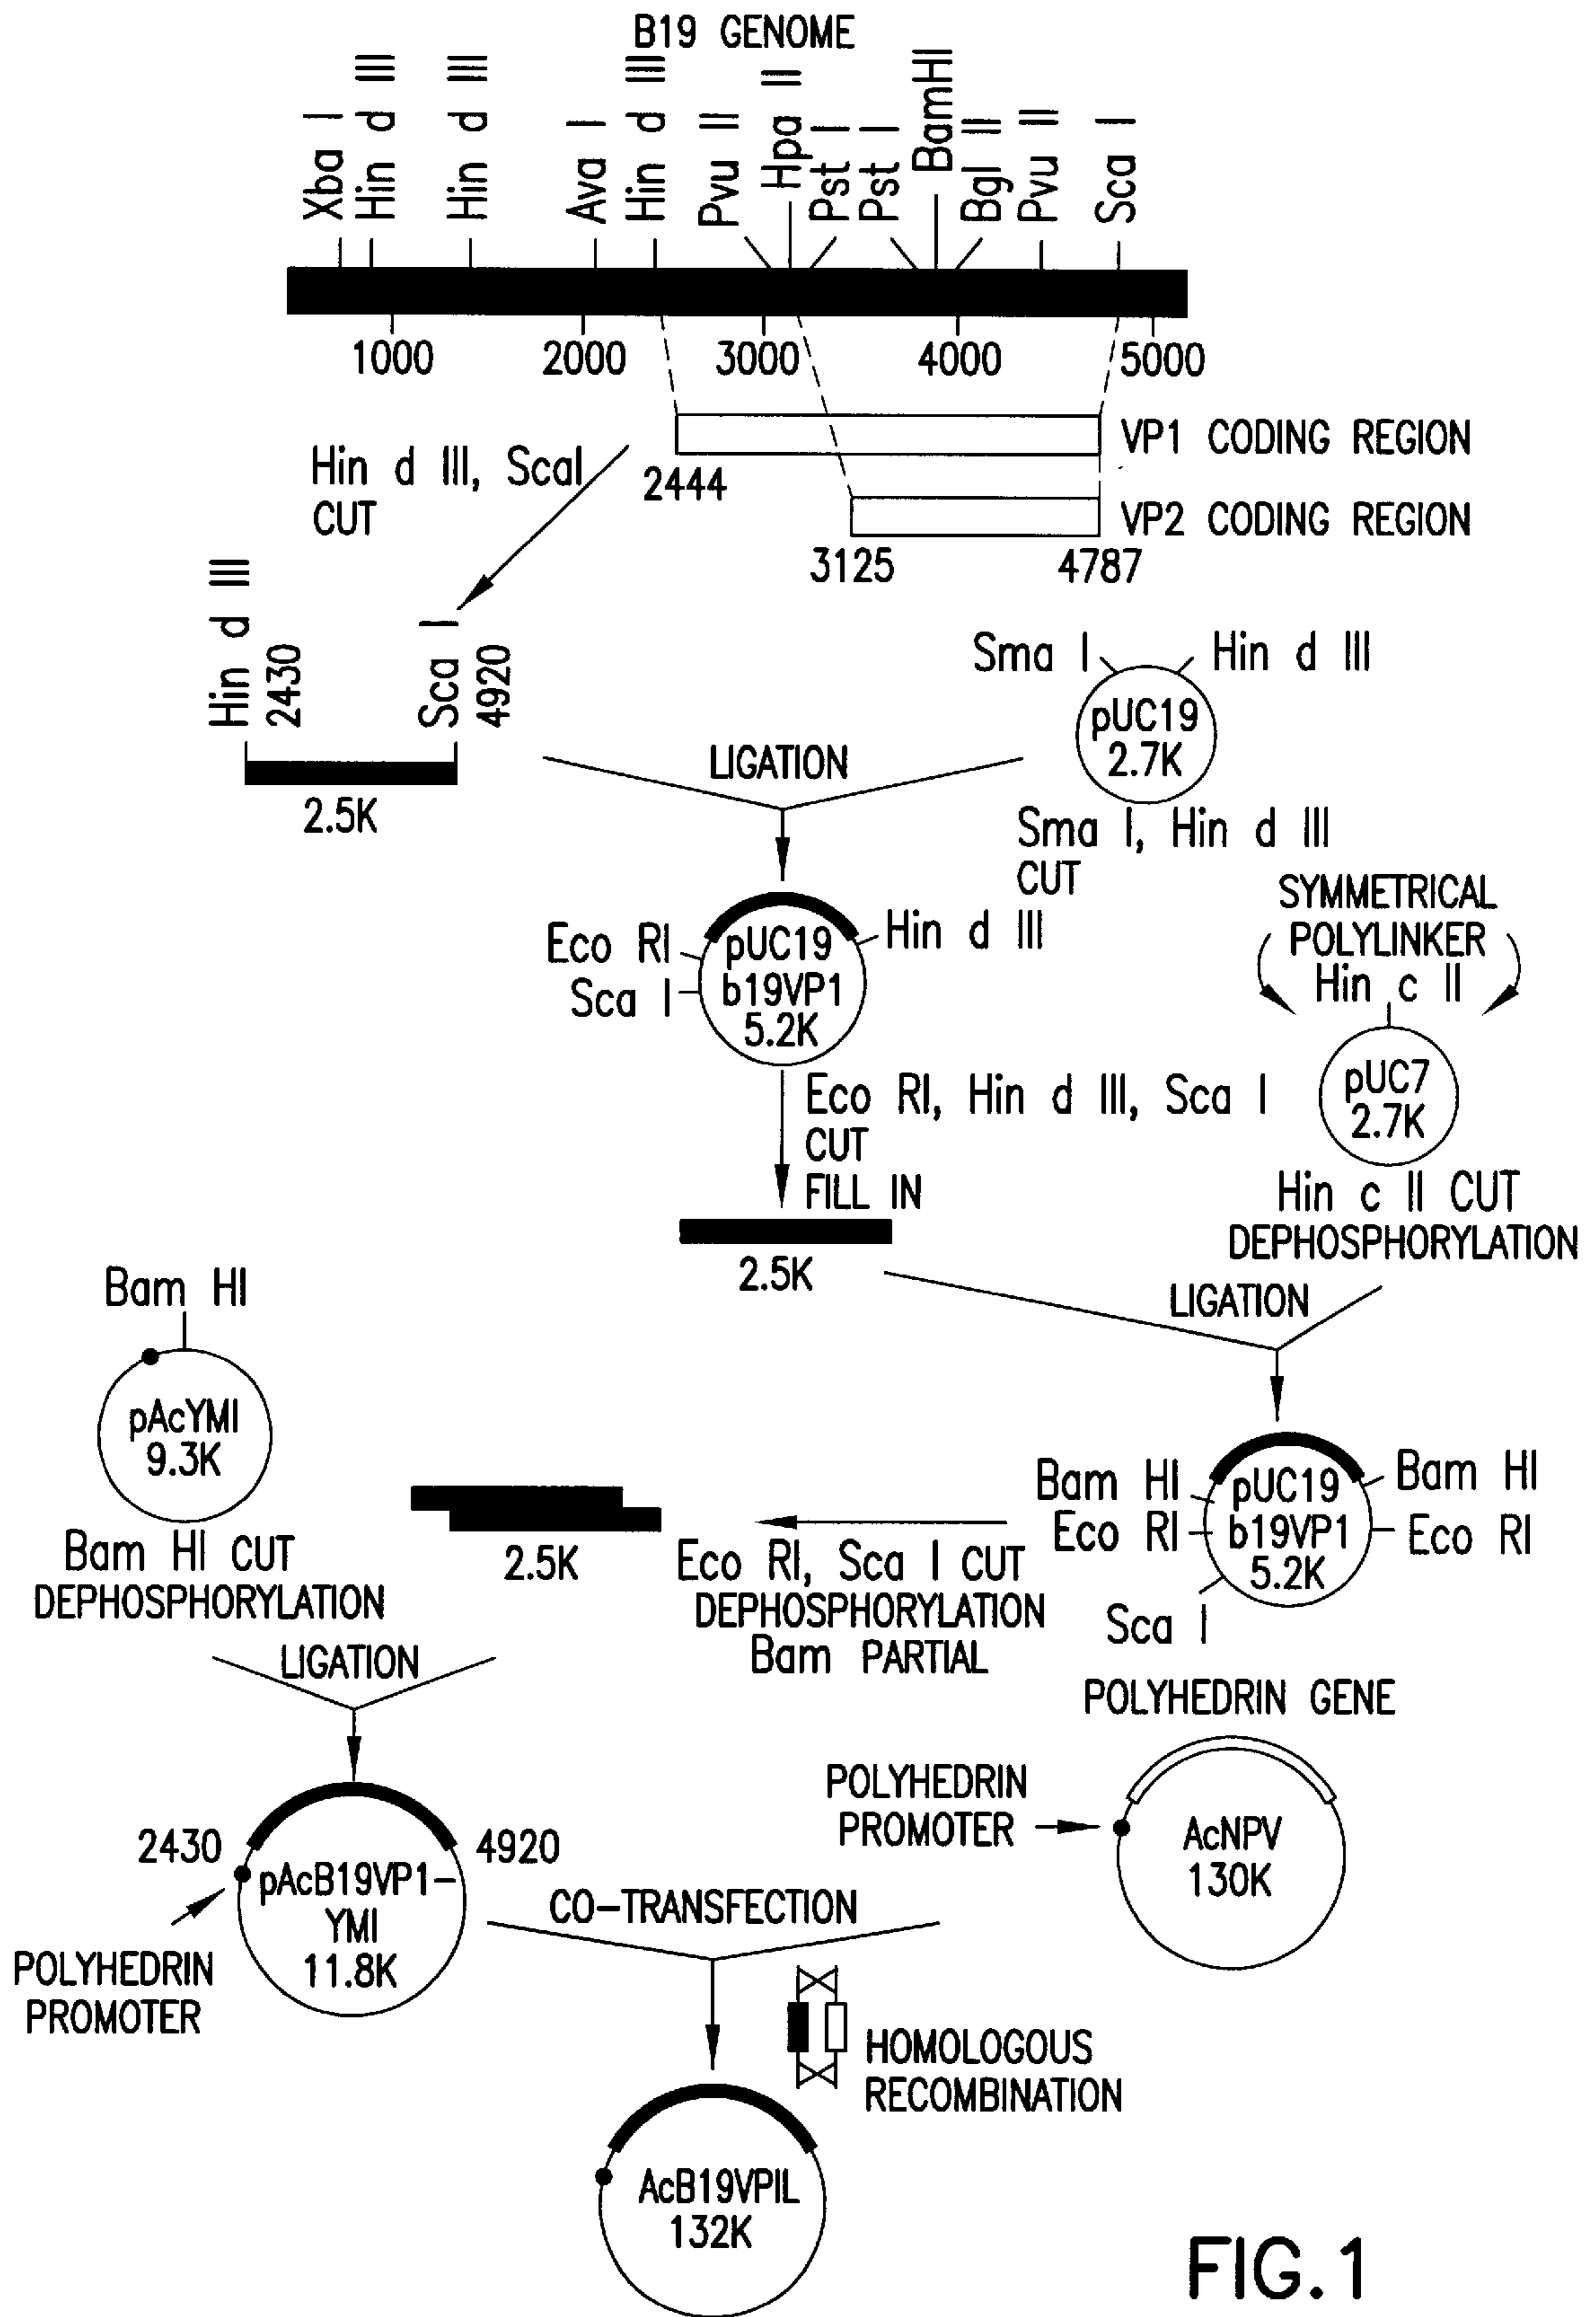 B19 GENOME
Xba I
Hin d III
Hin d III
Ava I
Hin d III
Pvu II
Hpa II
Pst I
Pst I
BamHI
Bgl II
Pvu II
Sca I
1000 2000 3000 4000 5000
VP1 CODING REGION
2444
VP2 CODING REGION
3125 4787
Hin d III, ScaI
CUT
Hin d III
2430
Sca I
4920
2.5K
LIGATION
Sma I Hin d III
pUC19
2.7K
Sma I, Hin d III
CUT
Eco RI
Sca I
Hin d III
pUC19
b19VP1
5.2K
SYMMETRICAL
POLYLINKER
Hin c II
pUC7
2.7K
Hin c II CUT
DEPHOSPHORYLATION
Eco RI, Hin d III, Sca I
CUT
FILL IN
2.5K
LIGATION
Bam HI
pAcYMI
9.3K
Bam HI CUT
DEPHOSPHORYLATION
Bam HI
Eco RI
Sca I
pUC19
b19VP1
5.2K
Bam HI
Eco RI
Eco RI, Sca I CUT
DEPHOSPHORYLATION
Bam PARTIAL
2.5K
LIGATION
2430 4920
pAcB19VP1-
YMI
11.8K
POLYHEDRIN
PROMOTER
POLYHEDRIN GENE
POLYHEDRIN
PROMOTER
AcNPV
130K
CO-TRANSFECTION
HOMOLOGOUS
RECOMBINATION
AcB19VPIL
132K
FIG.1